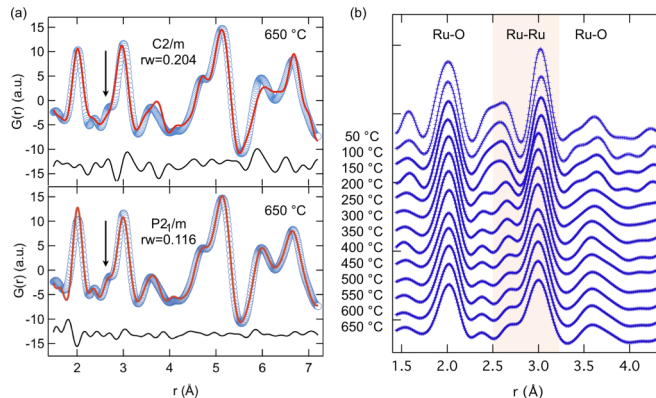 (a)
C2/m
rw=0.204
650 °C
G(r) (a.u.)
15
10
5
0
-5
-10
-15
P2₁/m
rw=0.116
650 °C
G(r) (a.u.)
15
10
5
0
-5
-10
-15
2 3 4 5 6 7
r (Å)
(b)
Ru-O Ru-Ru Ru-O
50 °C
100 °C
150 °C
200 °C
250 °C
300 °C
350 °C
400 °C
450 °C
500 °C
550 °C
600 °C
650 °C
1.5 2.0 2.5 3.0 3.5 4.0
r (Å)